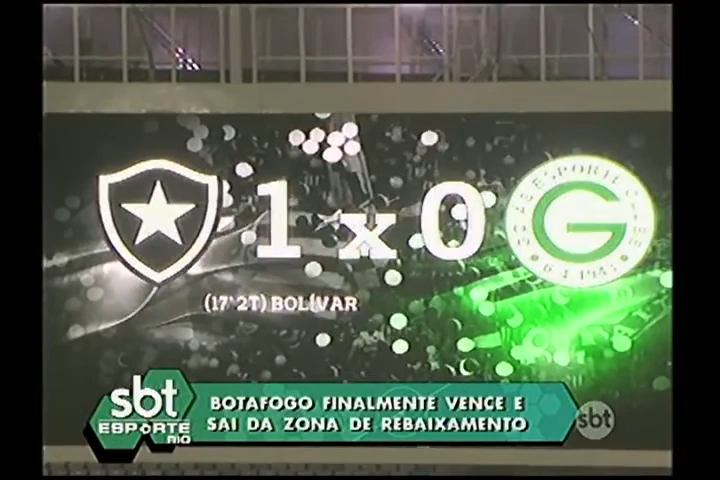 1 x 0
GOIÁS ESPORTE CLUBE
G
6.4.1943
(17' 2T) BOLÍVAR
sbt
ESPORTE
RIO
BOTAFOGO FINALMENTE VENCE E
SAI DA ZONA DE REBAIXAMENTO
sbt